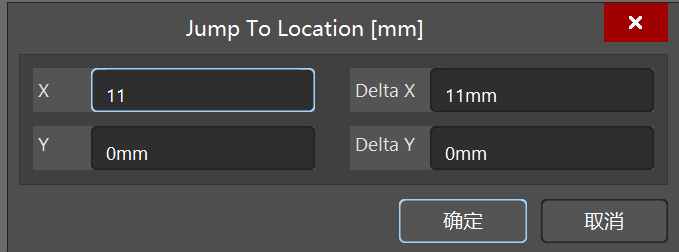 Jump To Location [mm]
X 11 Delta X 11mm
Y 0mm Delta Y 0mm
确定 取消